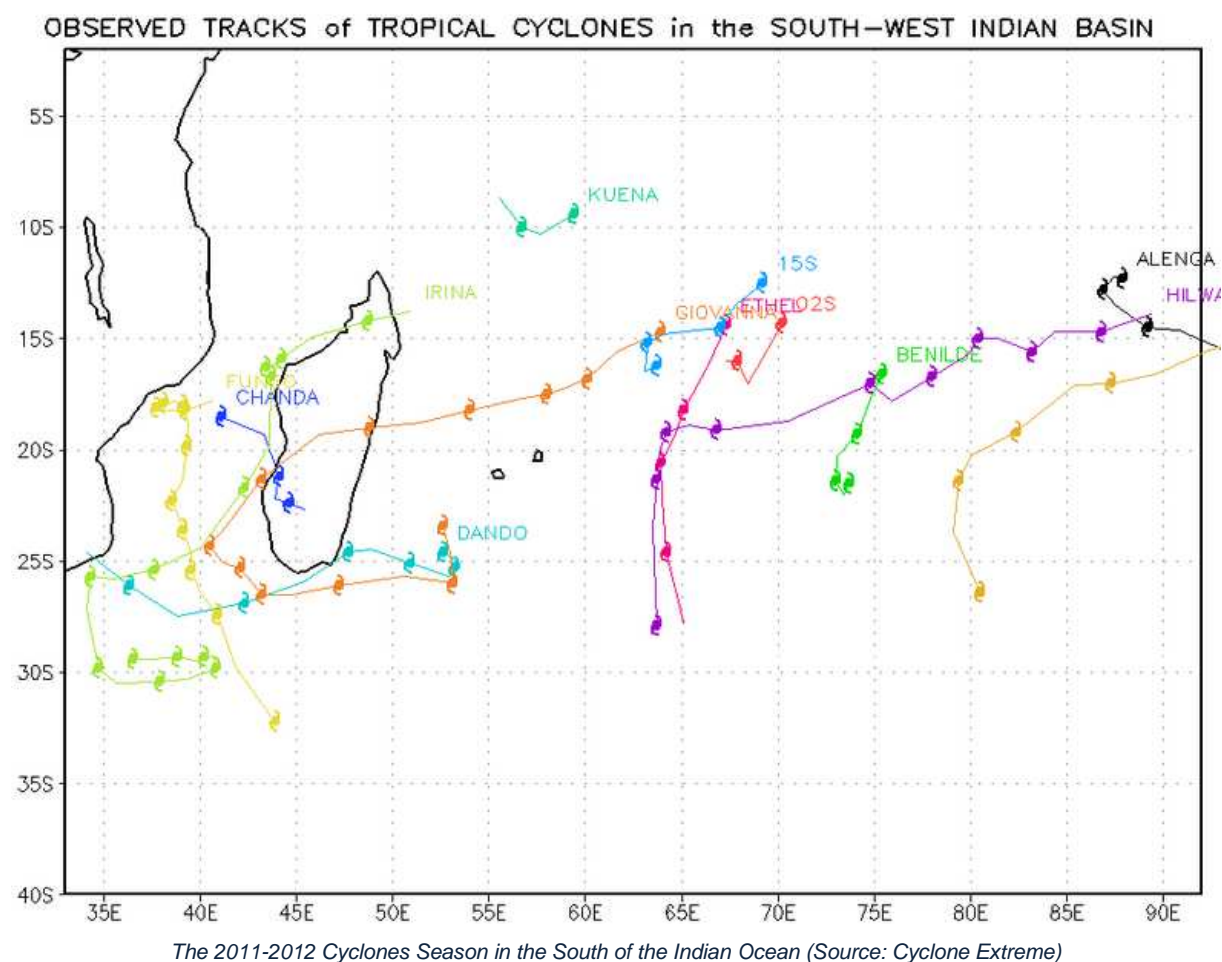 OBSERVED TRACKS of TROPICAL CYCLONES in the SOUTH-WEST INDIAN BASIN
5S
KUENA
10S
15S
ALENGA
IRINA
HILWA
GIOVANNA
ETHEL
02S
15S
BENILDE
CHANDA
20S
DANDO
25S
30S
35S
40S
35E 40E 45E 50E 55E 60E 65E 70E 75E 80E 85E 90E
The 2011-2012 Cyclones Season in the South of the Indian Ocean (Source: Cyclone Extreme)